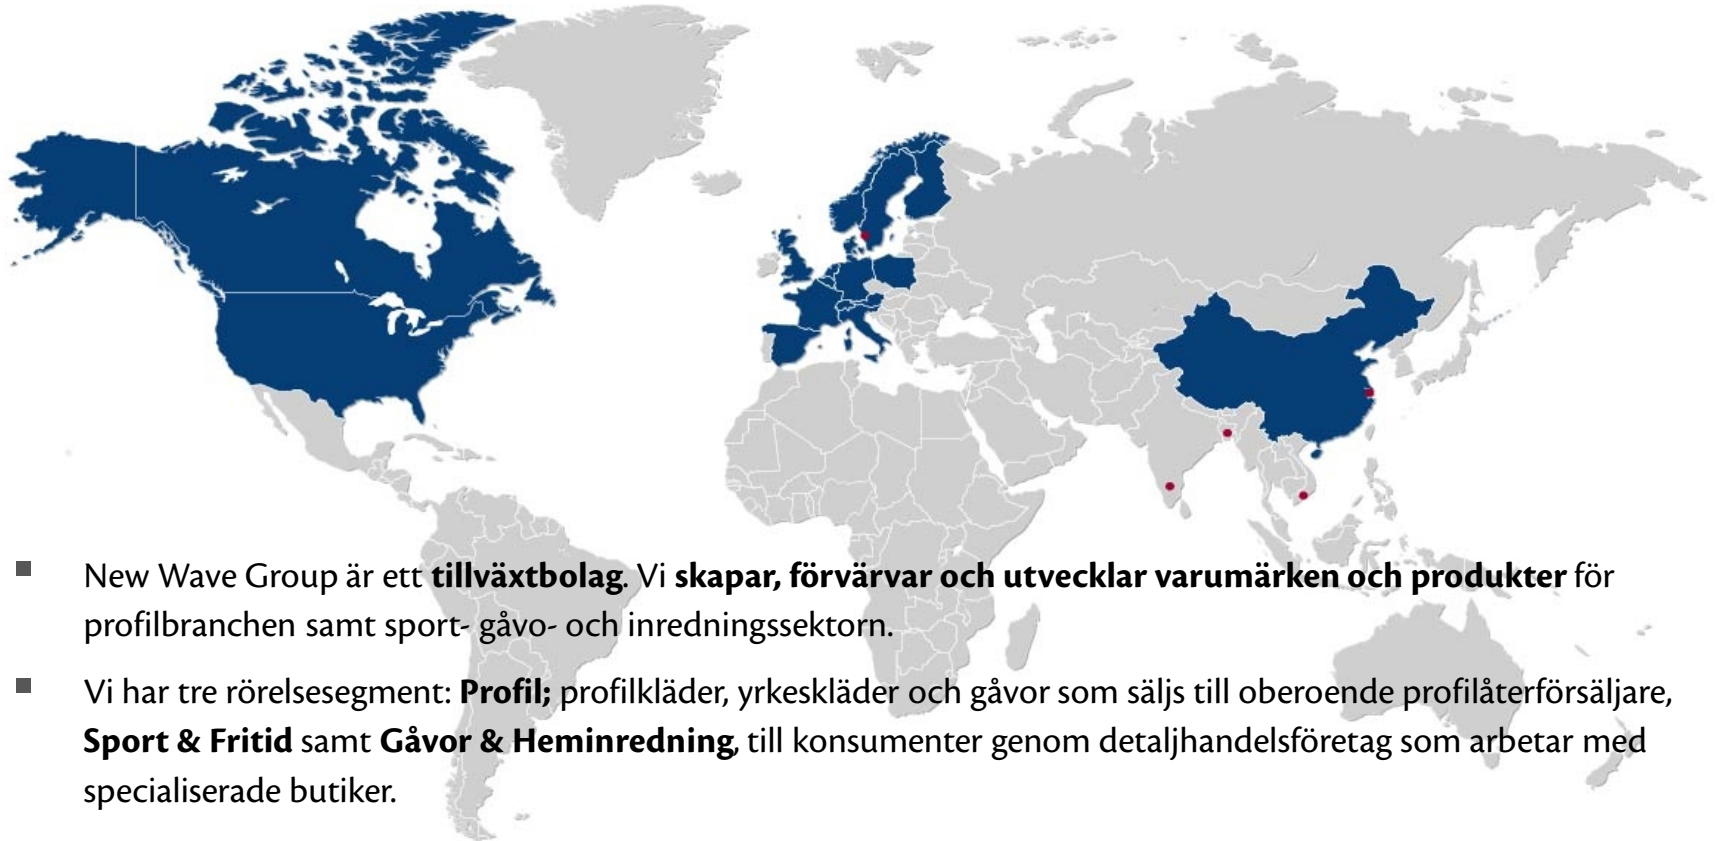 New Wave Group är ett tillväxtbolag. Vi skapar, förvärvar och utvecklar varumärken och produkter för
profilbranchen samt sport- gåvo- och inredningssektorn.
Vi har tre rörelsesegment: Profil; profilkläder, yrkeskläder och gåvor som säljs till oberoende profilåterförsäljare,
Sport & Fritid samt Gåvor & Heminredning, till konsumenter genom detaljhandelsföretag som arbetar med
specialiserade butiker.